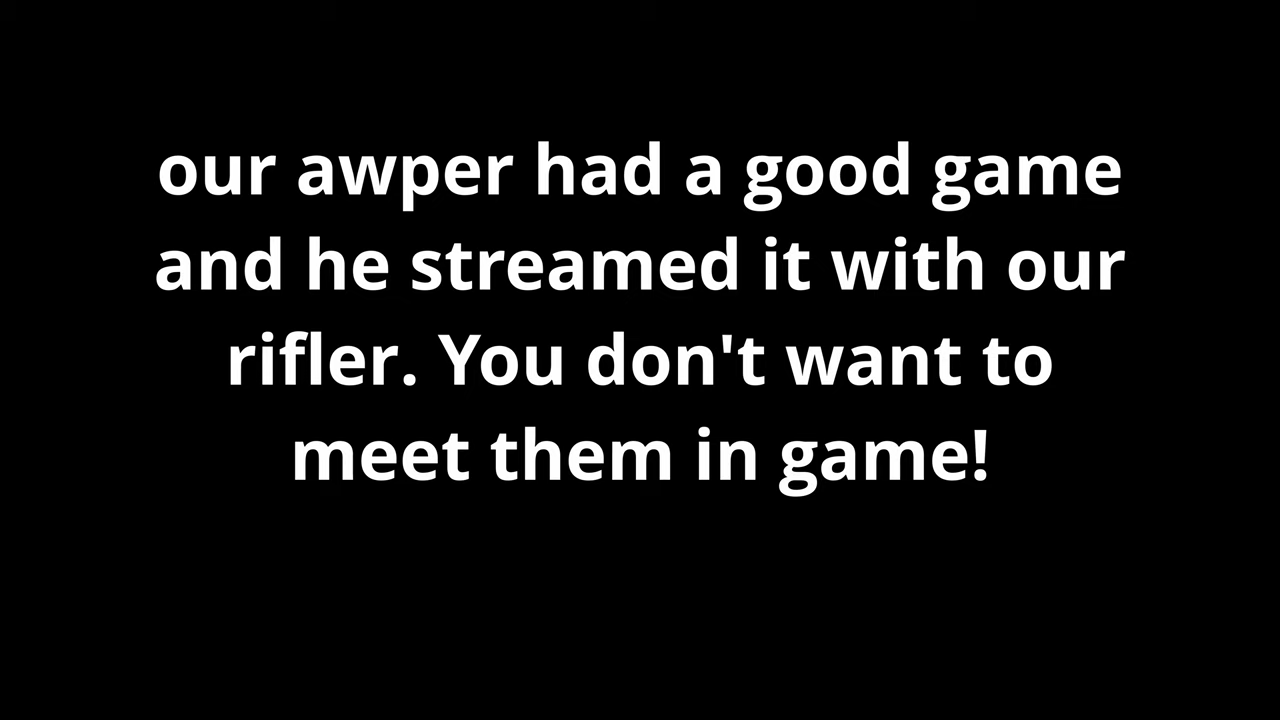 our awper had a good game
and he streamed it with our
rifler. You don't want to
meet them in game!